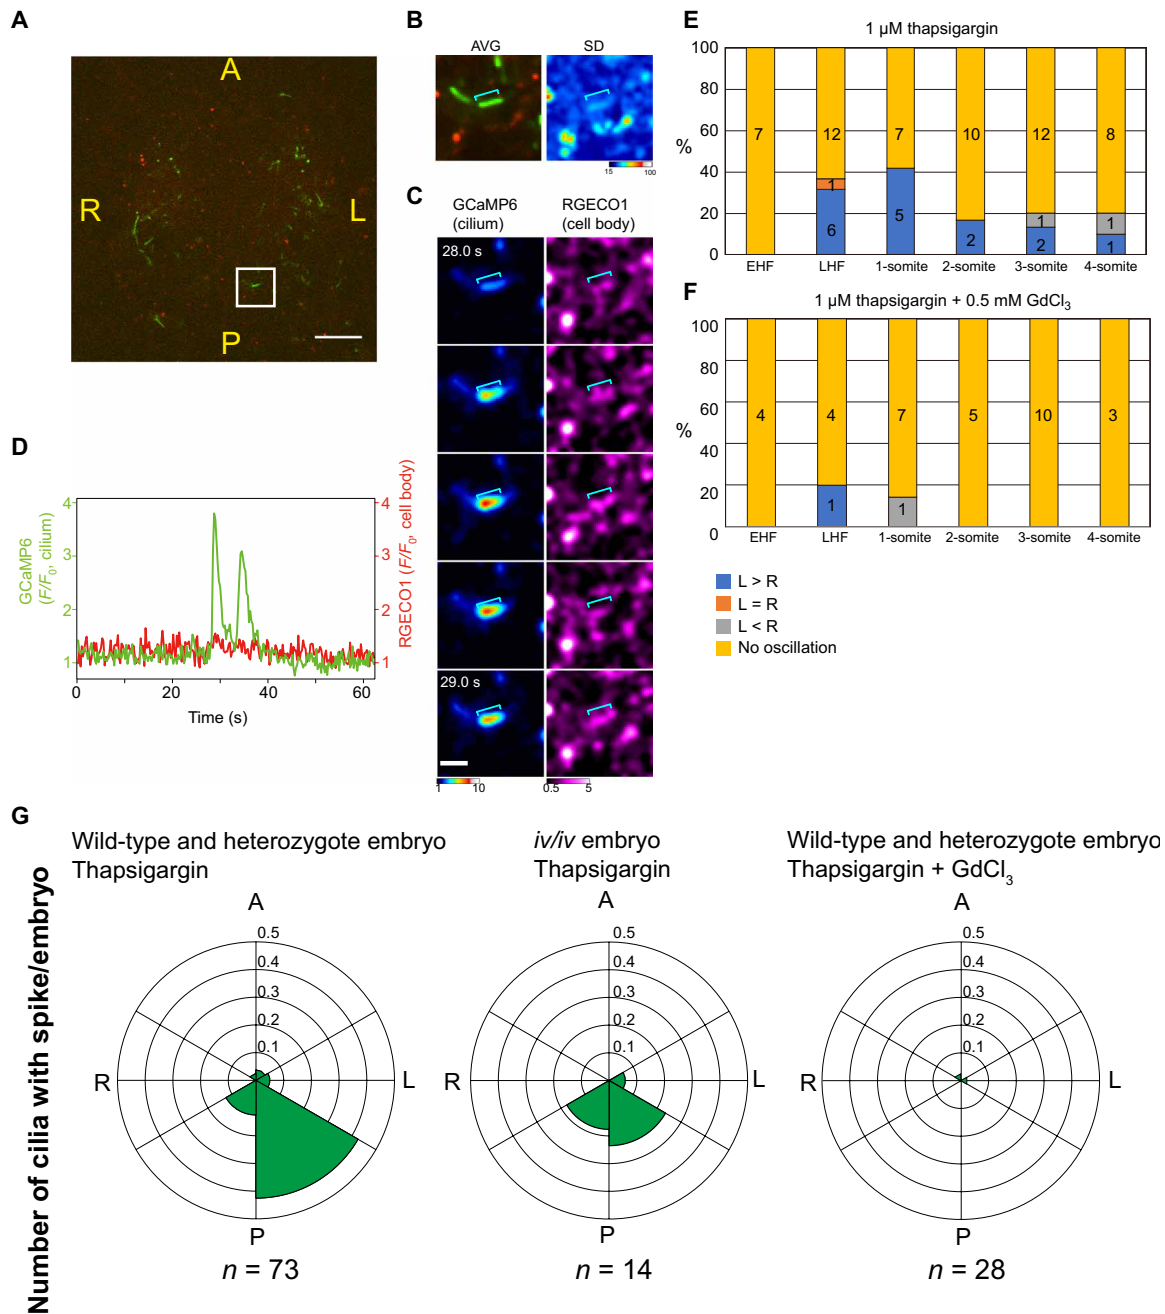 A
A
R
L
P
B
AVG
SD
15
100
C
GCaMP6
(cilium)
RGECO1
(cell body)
28.0 s
29.0 s
1
10
0.5
5
D
GCaMP6
(F/F0, cilium)
RGECO1 (F/F0, cell body)
4
3
2
1
4
3
2
1
0
20
40
60
Time (s)
E
1 µM thapsigargin
%
100
80
60
40
20
0
7
12
1
6
7
5
10
2
12
1
2
8
1
1
EHF
LHF
1-somite
2-somite
3-somite
4-somite
F
1 µM thapsigargin + 0.5 mM GdCl3
%
100
80
60
40
20
0
4
4
1
7
1
5
10
3
EHF
LHF
1-somite
2-somite
3-somite
4-somite
L > R
L = R
L < R
No oscillation
G
Number of cilia with spike/embryo
Wild-type and heterozygote embryo
Thapsigargin
A
0.5
0.4
0.3
0.2
0.1
R
L
P
n = 73
iv/iv embryo
Thapsigargin
A
0.5
0.4
0.3
0.2
0.1
R
L
P
n = 14
Wild-type and heterozygote embryo
Thapsigargin + GdCl3
A
0.5
0.4
0.3
0.2
0.1
R
L
P
n = 28